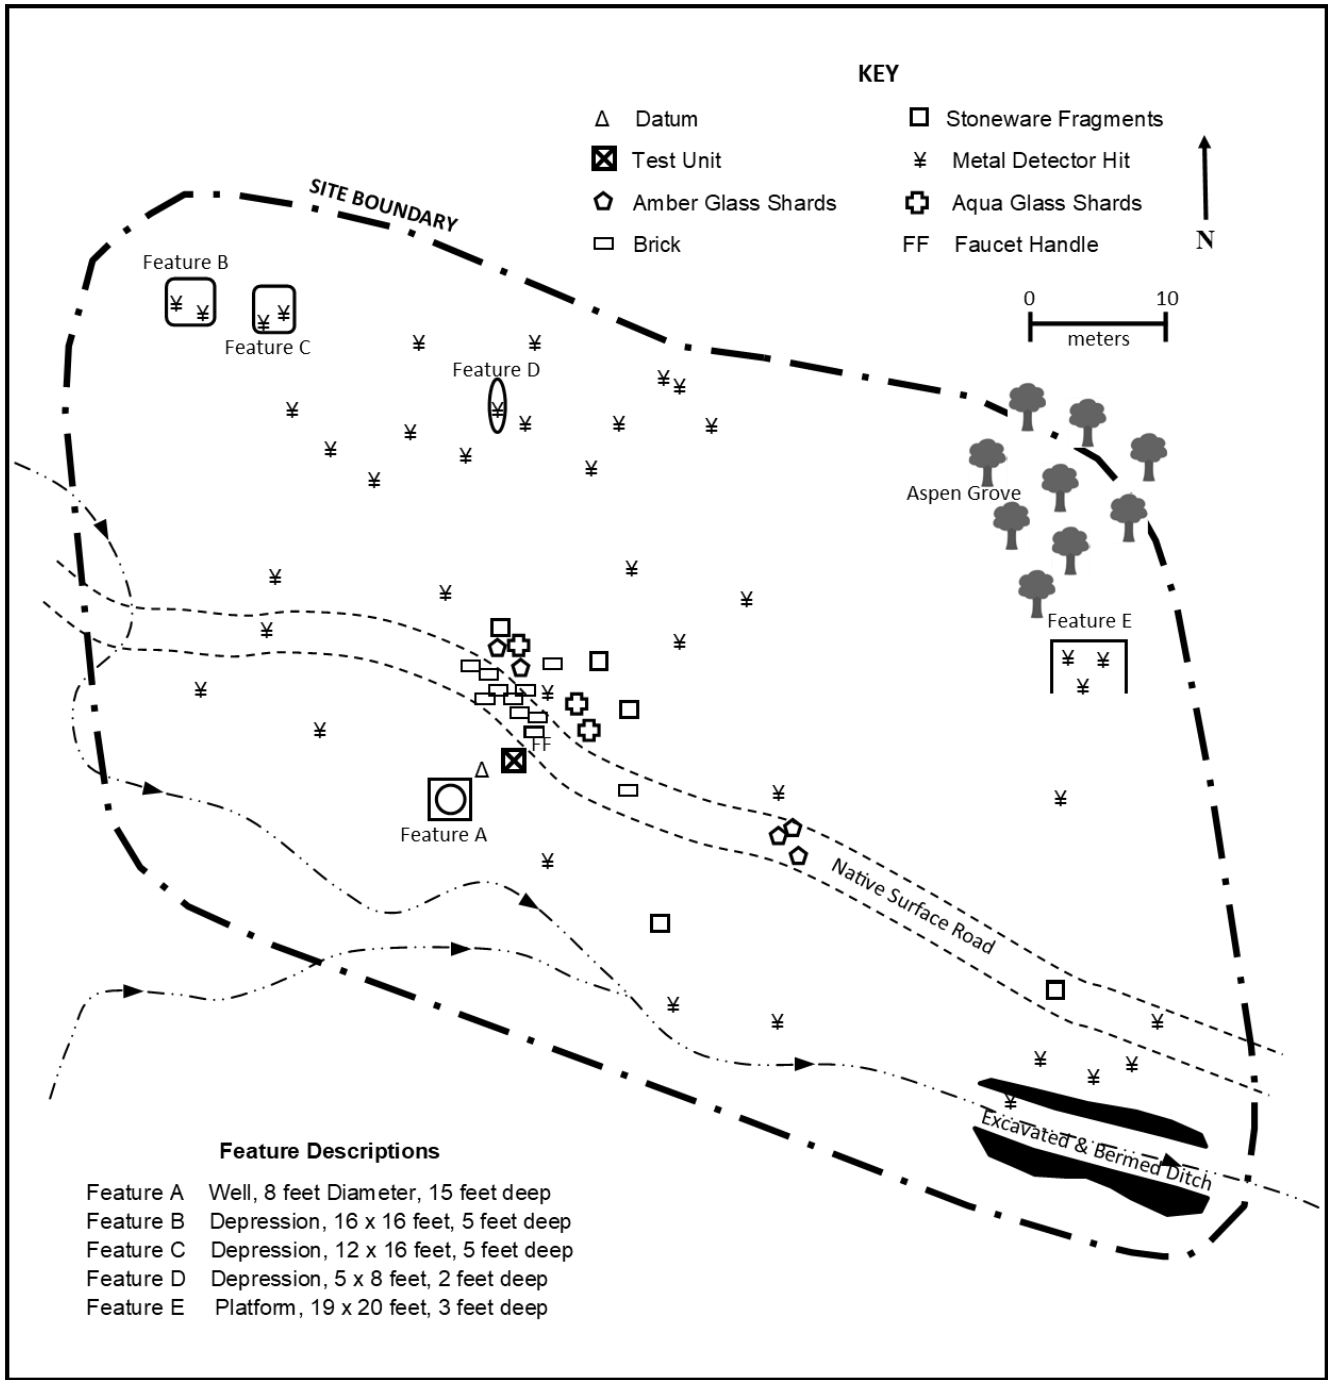 KEY
Δ Datum
Test Unit
Amber Glass Shards
Brick
Stoneware Fragments
¥ Metal Detector Hit
Aqua Glass Shards
FF Faucet Handle
N
0 10
meters
SITE BOUNDARY
Feature B
Feature C
Feature D
Aspen Grove
Feature E
FF
Feature A
Native Surface Road
Excavated & Bermed Ditch
Feature Descriptions
Feature A Well, 8 feet Diameter, 15 feet deep
Feature B Depression, 16 x 16 feet, 5 feet deep
Feature C Depression, 12 x 16 feet, 5 feet deep
Feature D Depression, 5 x 8 feet, 2 feet deep
Feature E Platform, 19 x 20 feet, 3 feet deep